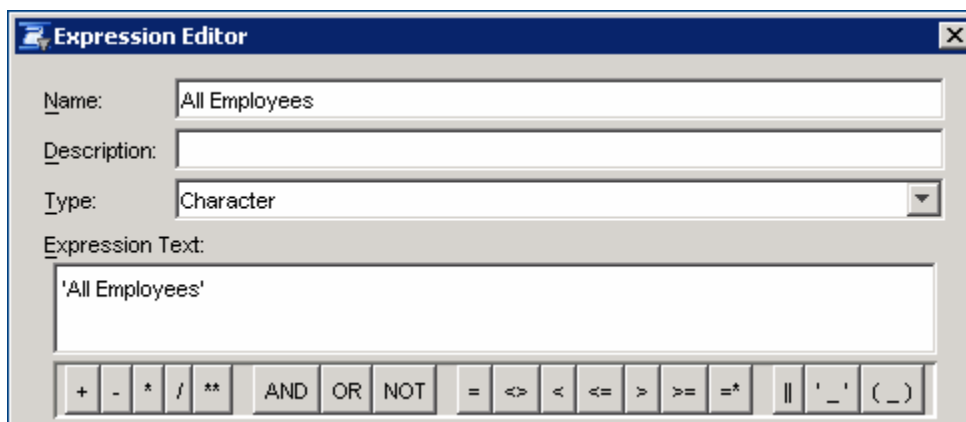 Expression Editor
Name: All Employees
Description:
Type: Character
Expression Text:
'All Employees'
+ - * / ** AND OR NOT = <> < <= > >= =* || '_' (_)